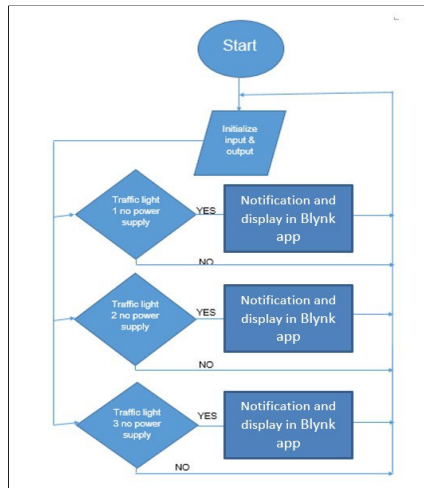 Start
Initialize
input &
output
Traffic light
1 no power
supply
YES
Notification and
display in Blynk
app
NO
Traffic light
2 no power
supply
YES
Notification and
display in Blynk
app
NO
Traffic light
3 no power
supply
YES
Notification and
display in Blynk
app
NO